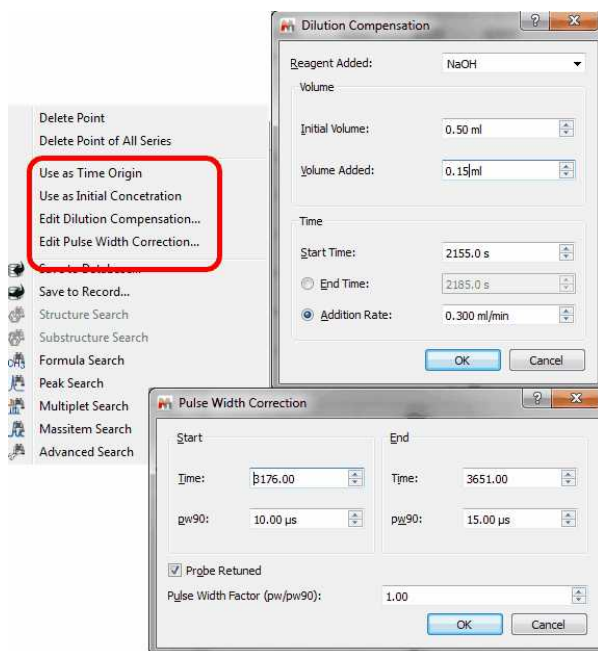 Delete Point
Delete Point of All Series
Use as Time Origin
Use as Initial Concetration
Edit Dilution Compensation...
Edit Pulse Width Correction...
Save to Database...
Save to Record...
Structure Search
Substructure Search
Formula Search
Peak Search
Multiplet Search
Massitem Search
Advanced Search
Dilution Compensation
Reagent Added: NaOH
Volume
Initial Volume: 0.50 ml
Volume Added: 0.15 ml
Time
Start Time: 2155.0 s
End Time: 2185.0 s
Addition Rate: 0.300 ml/min
OK Cancel
Pulse Width Correction
Start End
Time: 3176.00 Time: 3651.00
pw90: 10.00 µs pw90: 15.00 µs
Probe Retuned
Pulse Width Factor (pw/pw90): 1.00
OK Cancel